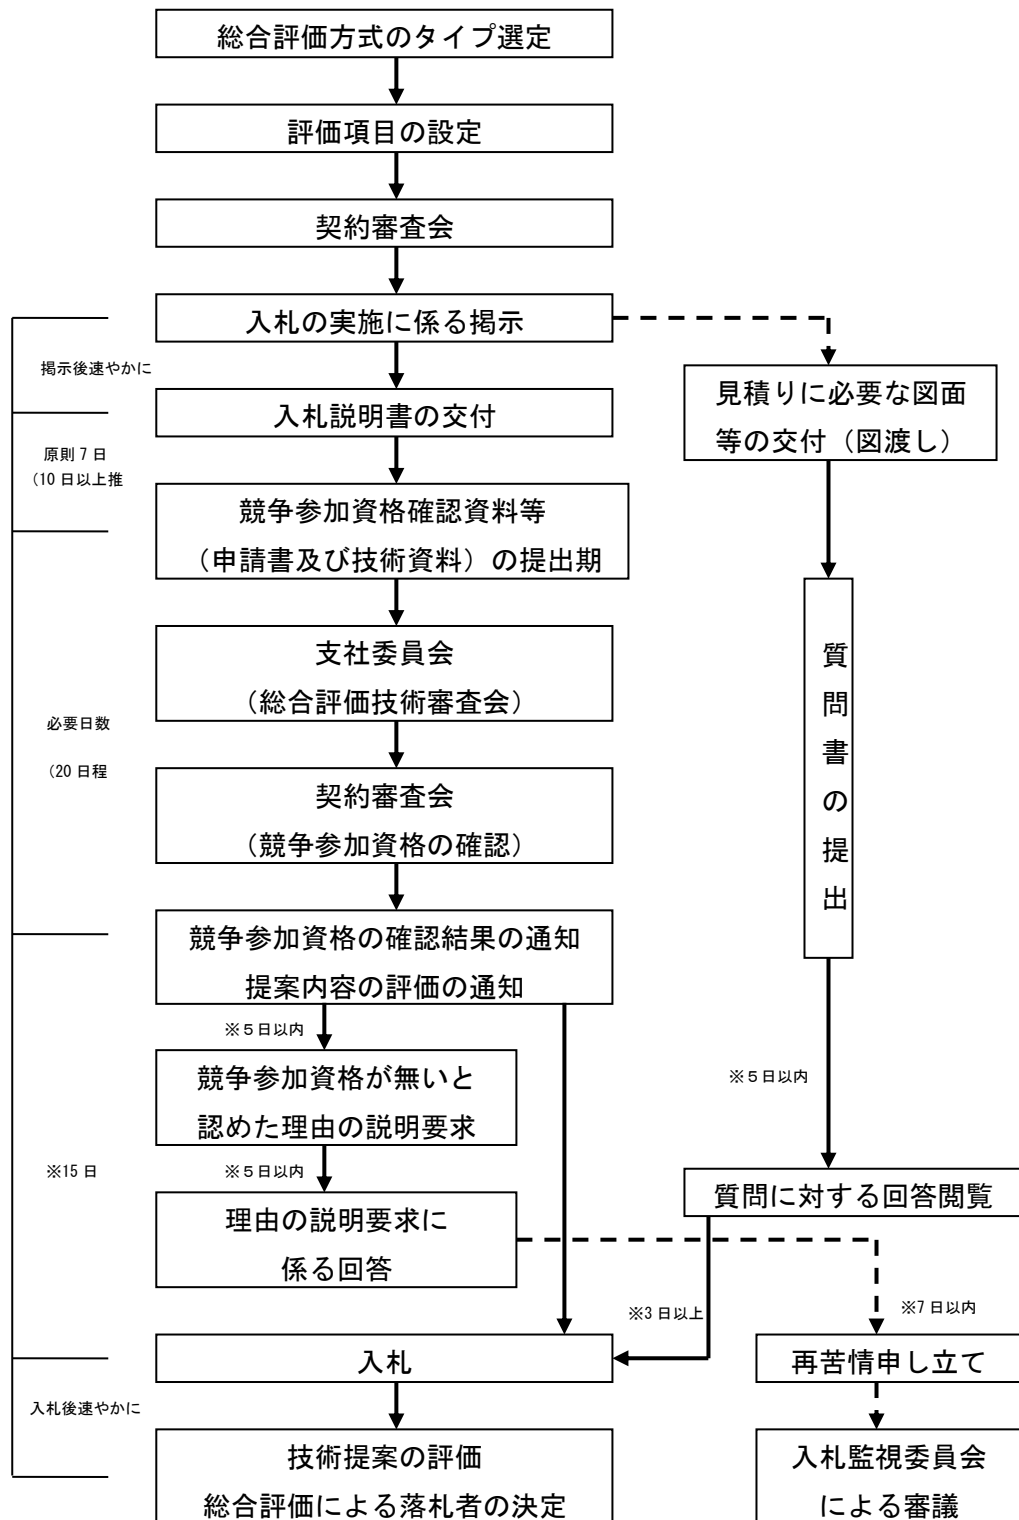 総合評価方式のタイプ選定
評価項目の設定
契約審査会
入札の実施に係る掲示
掲示後速やかに
見積りに必要な図面
等の交付（図渡し）
入札説明書の交付
原則7日
（10日以上推
競争参加資格確認資料等
（申請書及び技術資料）の提出期
支社委員会
（総合評価技術審査会）
質問書の提出
必要日数
（20日程
契約審査会
（競争参加資格の確認）
競争参加資格の確認結果の通知
提案内容の評価の通知
※5日以内
競争参加資格が無いと
認めた理由の説明要求
※5日以内
※15日
※5日以内
質問に対する回答閲覧
理由の説明要求に
係る回答
※3日以上
※7日以内
入札
再苦情申し立て
入札後速やかに
技術提案の評価
総合評価による落札者の決定
入札監視委員会
による審議